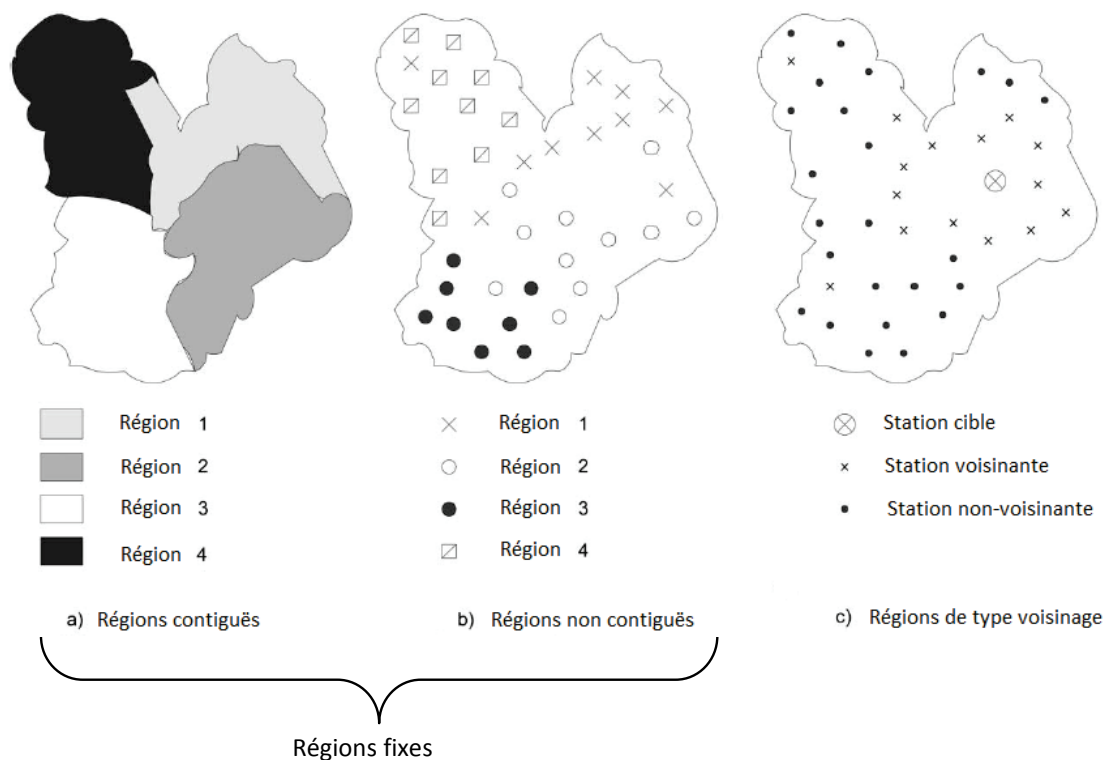 Région 1
Région 2
Région 3
Région 4
a) Régions contiguës
Région 1
Région 2
Région 3
Région 4
b) Régions non contiguës
Station cible
Station voisinante
Station non-voisinante
c) Régions de type voisinage
Régions fixes